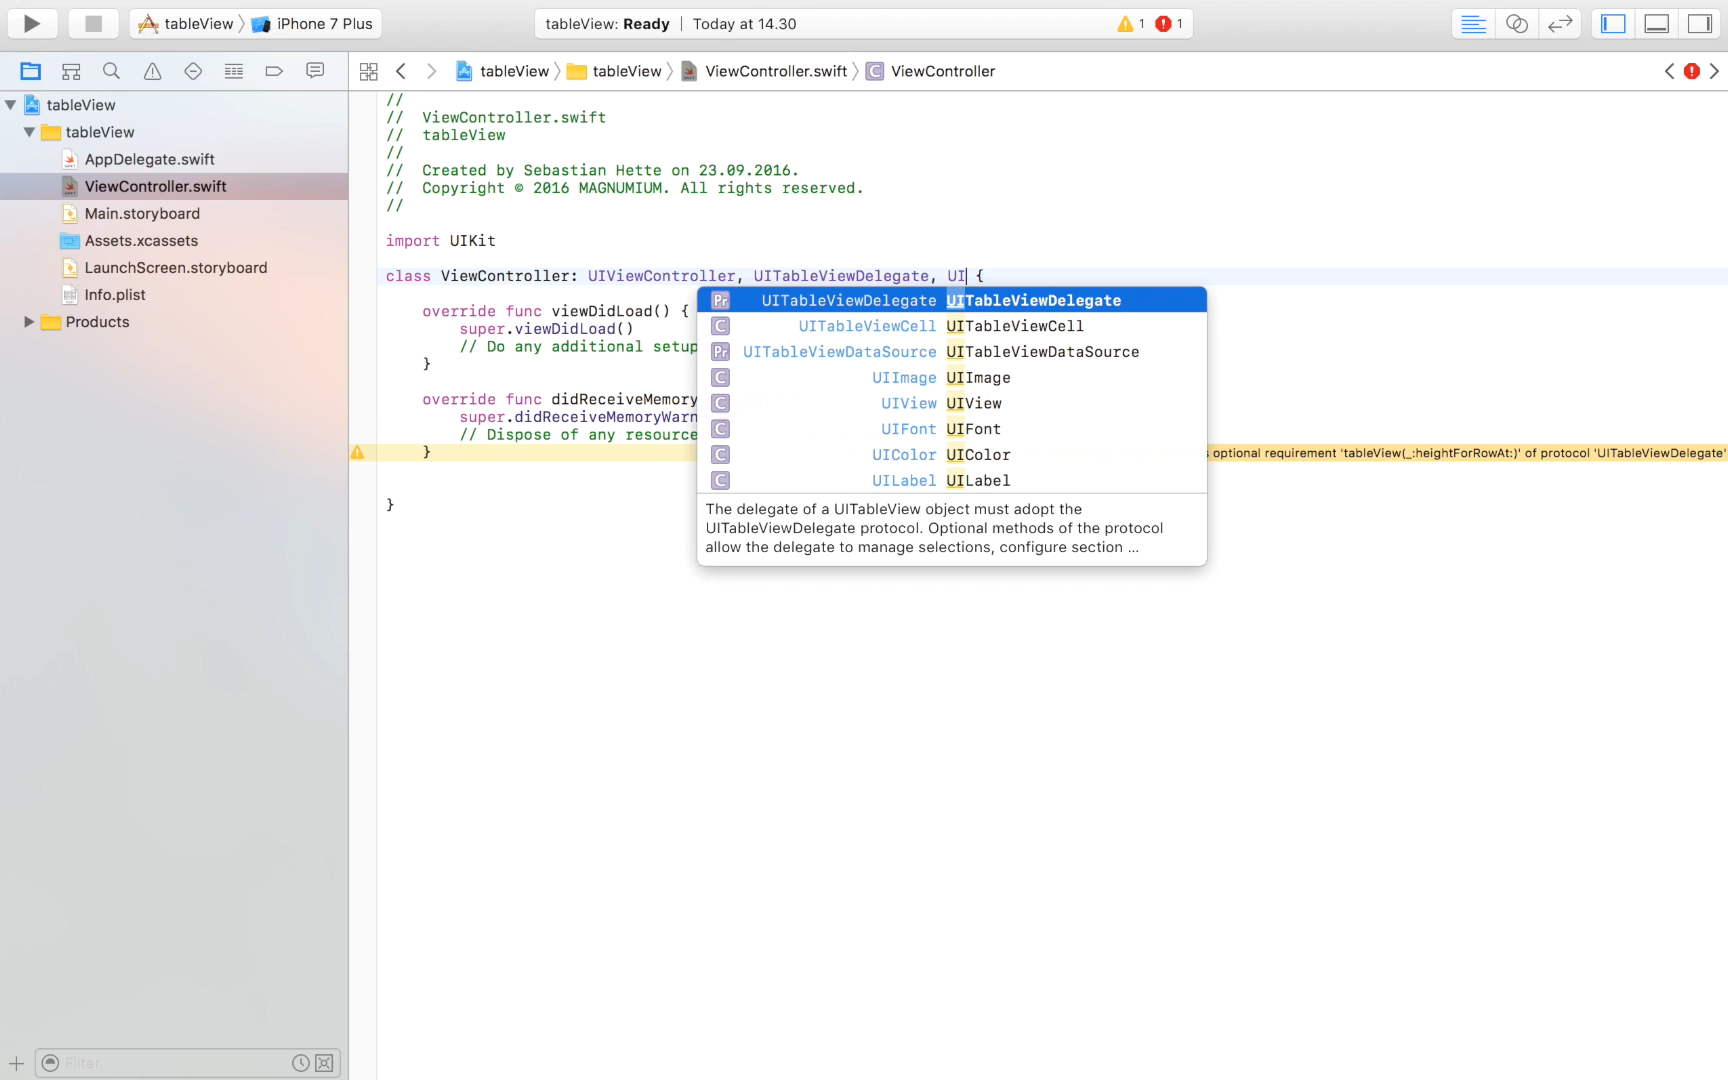 tableView iPhone 7 Plus tableView: Ready | Today at 14.30 1 1
tableView tableView ViewController.swift C ViewController
tableView
tableView
AppDelegate.swift
ViewController.swift
Main.storyboard
Assets.xcassets
LaunchScreen.storyboard
Info.plist
Products
Filter
//
// ViewController.swift
// tableView
//
// Created by Sebastian Hette on 23.09.2016.
// Copyright © 2016 MAGNUMIUM. All rights reserved.
//
import UIKit
class ViewController: UIViewController, UITableViewDelegate, UI {
override func viewDidLoad() {
super.viewDidLoad()
// Do any additional setup
}
override func didReceiveMemory
super.didReceiveMemoryWarn
// Dispose of any resource
}
optional requirement 'tableView(_:heightForRowAt:)' of protocol 'UITableViewDelegate'
}
Pr UITableViewDelegate UITableViewDelegate
C UITableViewCell UITableViewCell
Pr UITableViewDataSource UITableViewDataSource
C UIImage UIImage
C UIView UIView
C UIFont UIFont
C UIColor UIColor
C UILabel UILabel
The delegate of a UITableView object must adopt the
UITableViewDelegate protocol. Optional methods of the protocol
allow the delegate to manage selections, configure section ...